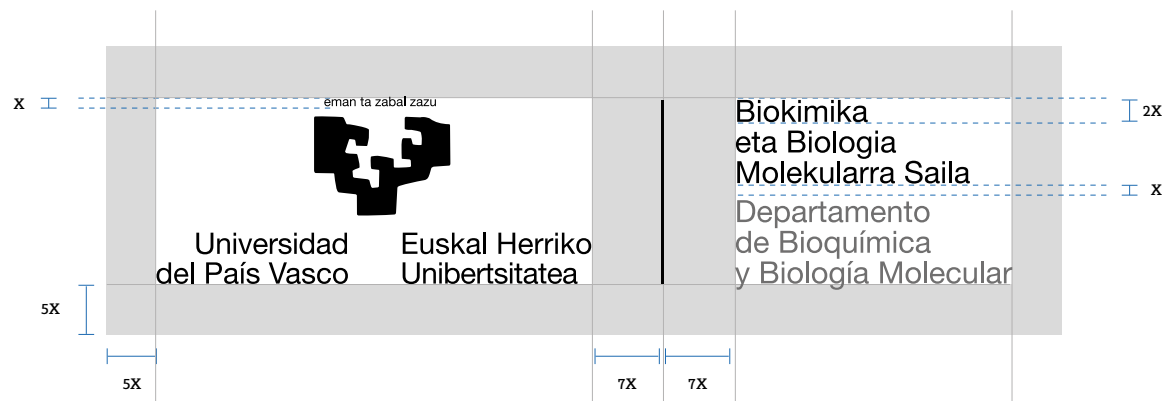 X
eman ta zabal zazu
Universidad
del País Vasco
Euskal Herriko
Unibertsitatea
Biokimika
eta Biologia
Molekularra Saila
Departamento
de Bioquímica
y Biología Molecular
2X
X
5X
5X
7X
7X